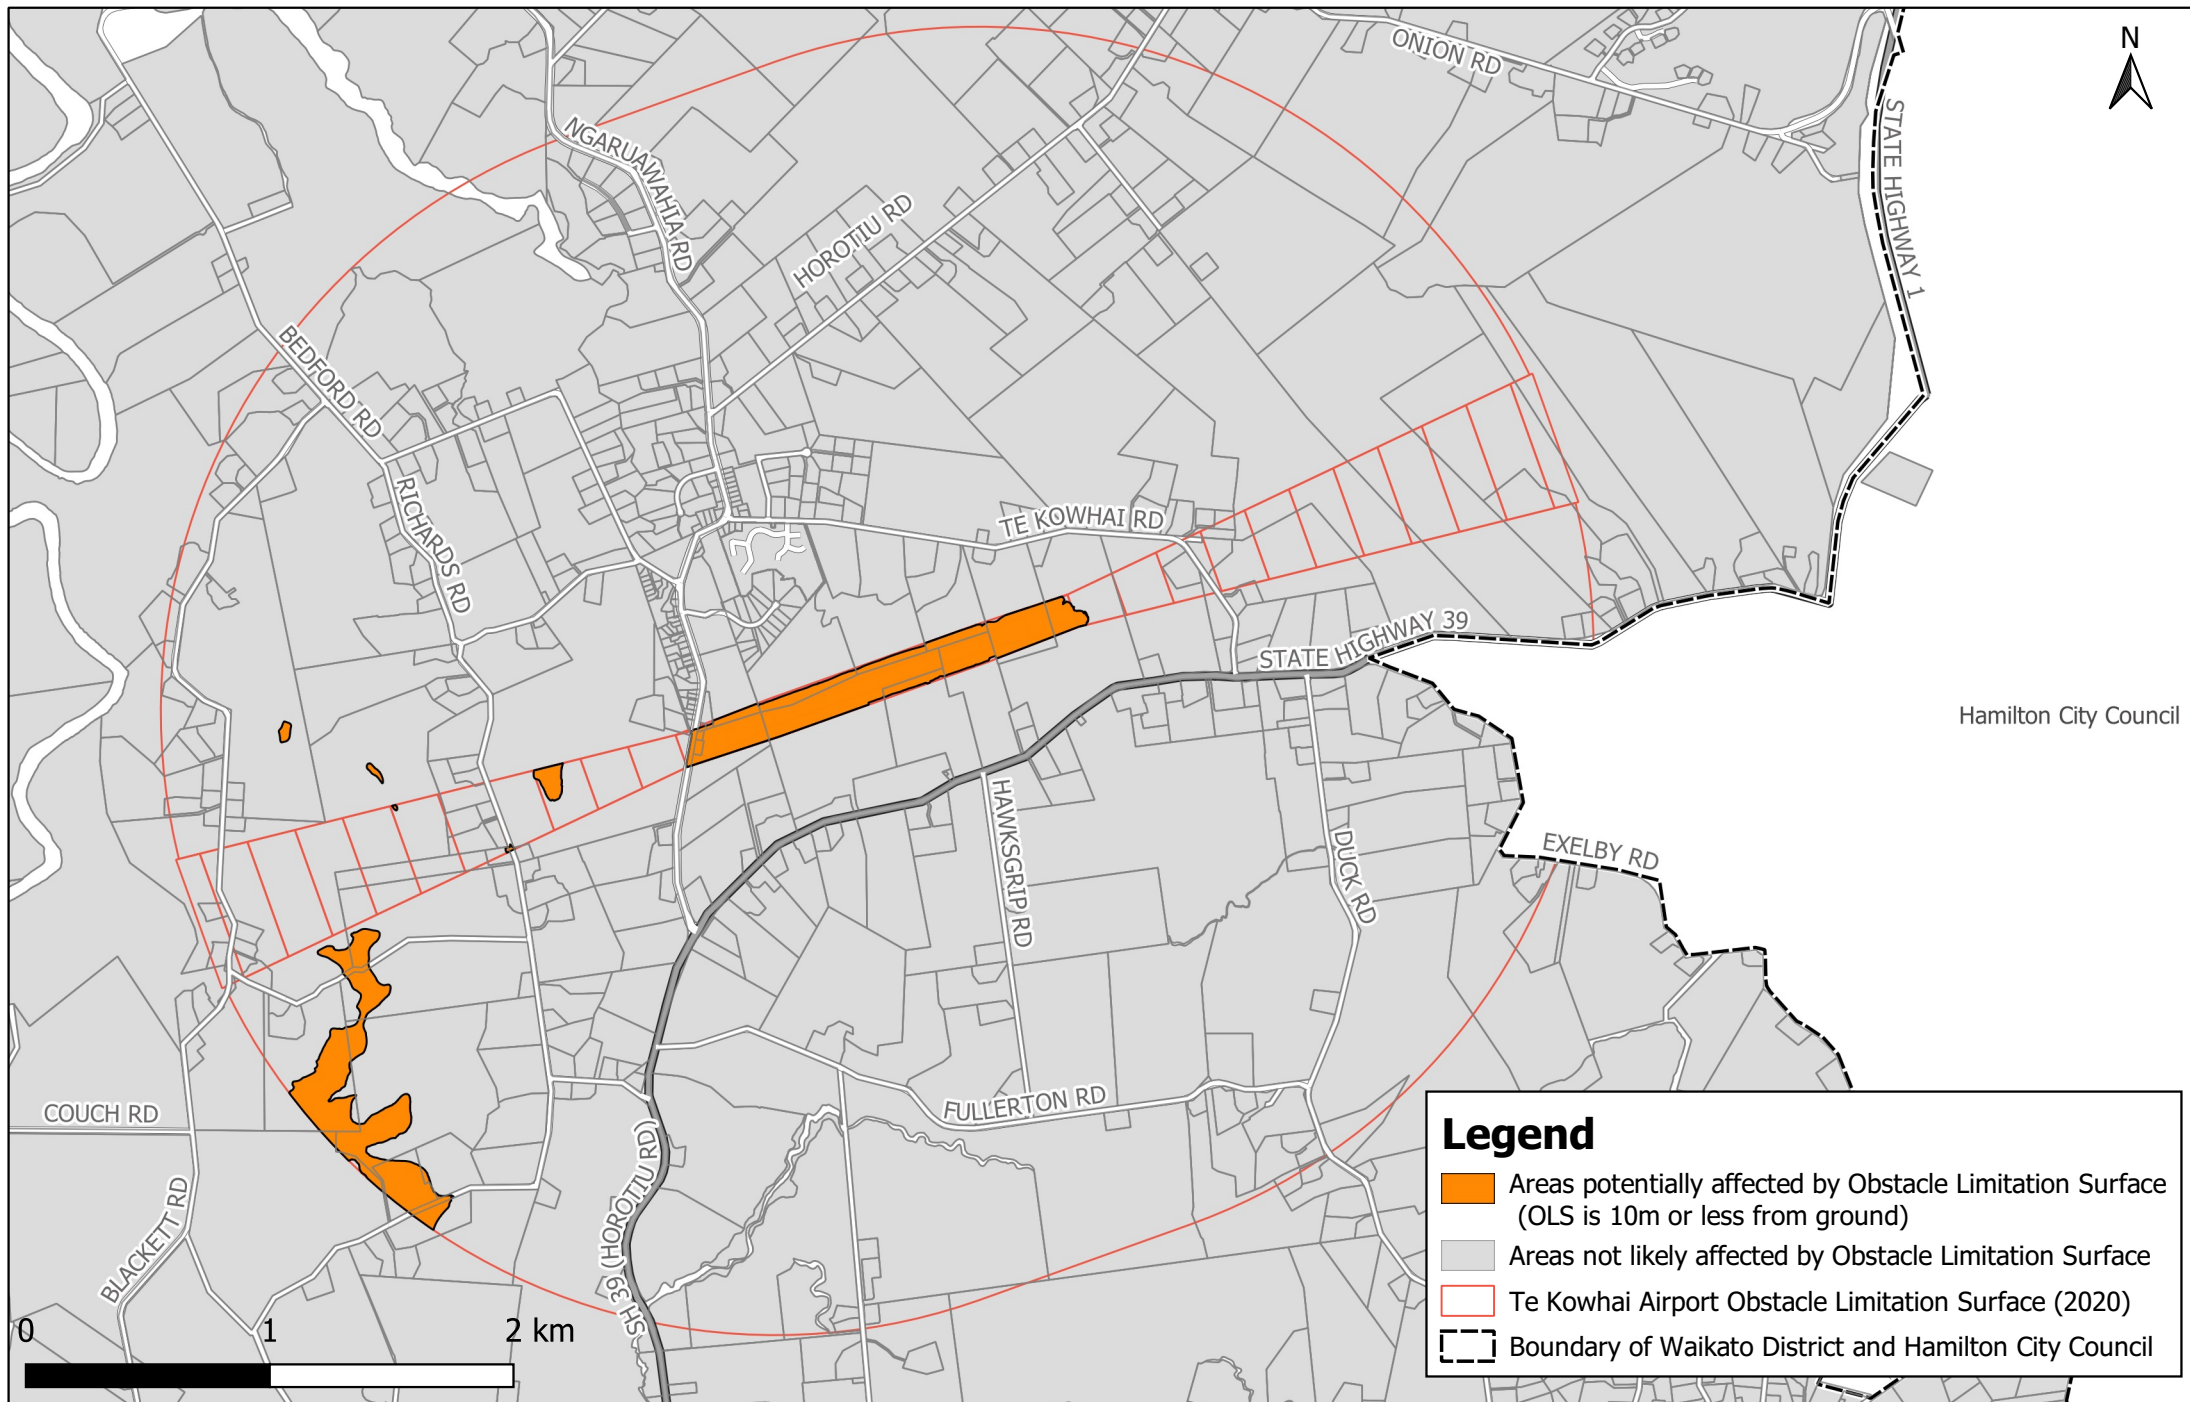 ONION RD
N
NGARUAWAHIA RD
STATE HIGHWAY 1
HOROTIU RD
BEDFORD RD
RICHARDS RD
TE KOWHAI RD
STATE HIGHWAY 39
Hamilton City Council
HAWKSGRIP RD
DUCK RD
EXELBY RD
COUCH RD
FULLERTON RD
BLACKETT RD
SH 39 (HOROTIU RD)
0 1 2 km
Legend
Areas potentially affected by Obstacle Limitation Surface
(OLS is 10m or less from ground)
Areas not likely affected by Obstacle Limitation Surface
Te Kowhai Airport Obstacle Limitation Surface (2020)
Boundary of Waikato District and Hamilton City Council